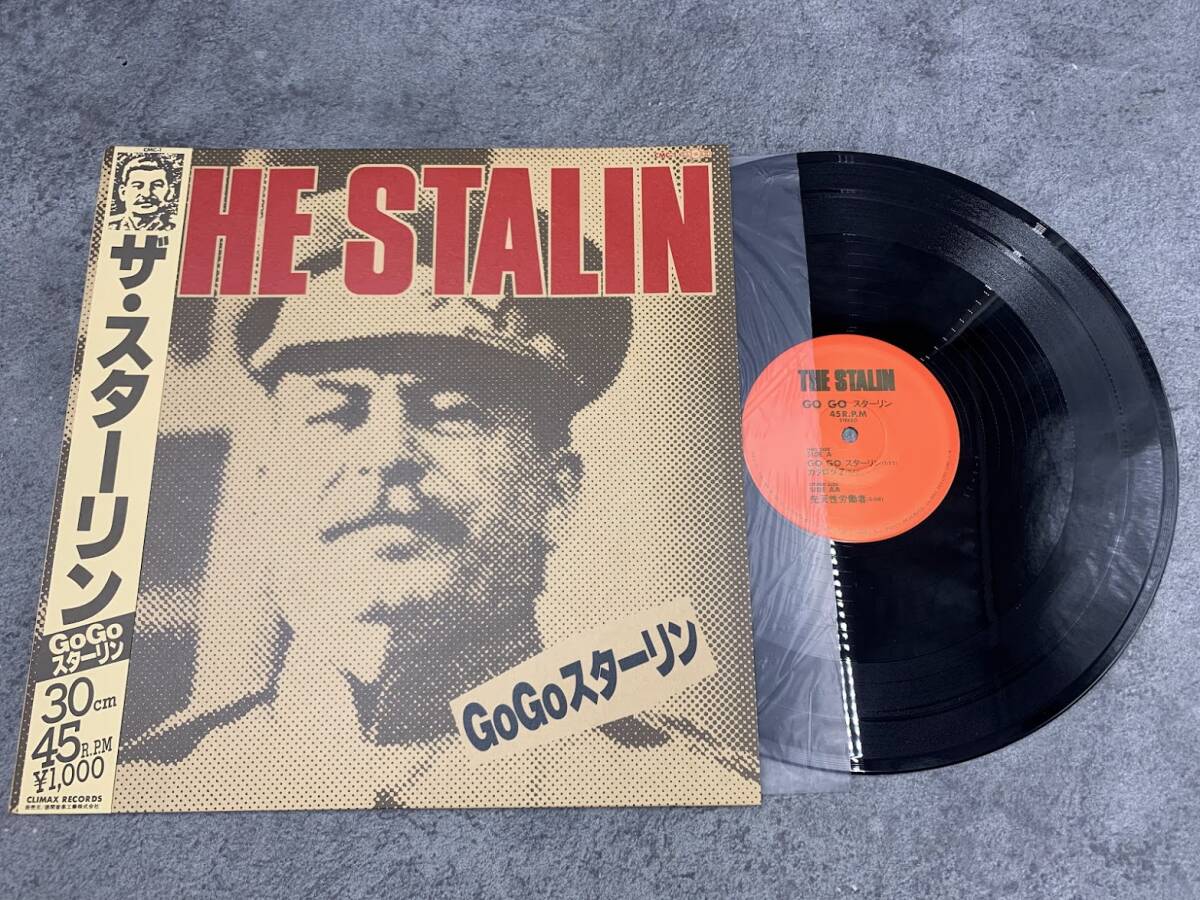 CMC-1
ザ・スターリン
GoGo
スターリン
30cm
45R.P.M
¥1,000
CLIMAX RECORDS
HE STALIN
GoGoスターリン
THE STALIN
GO GO スターリン
45 R.P.M
STEREO
SIDE A
GO GO スターリン
SIDE AA
先天性労働者